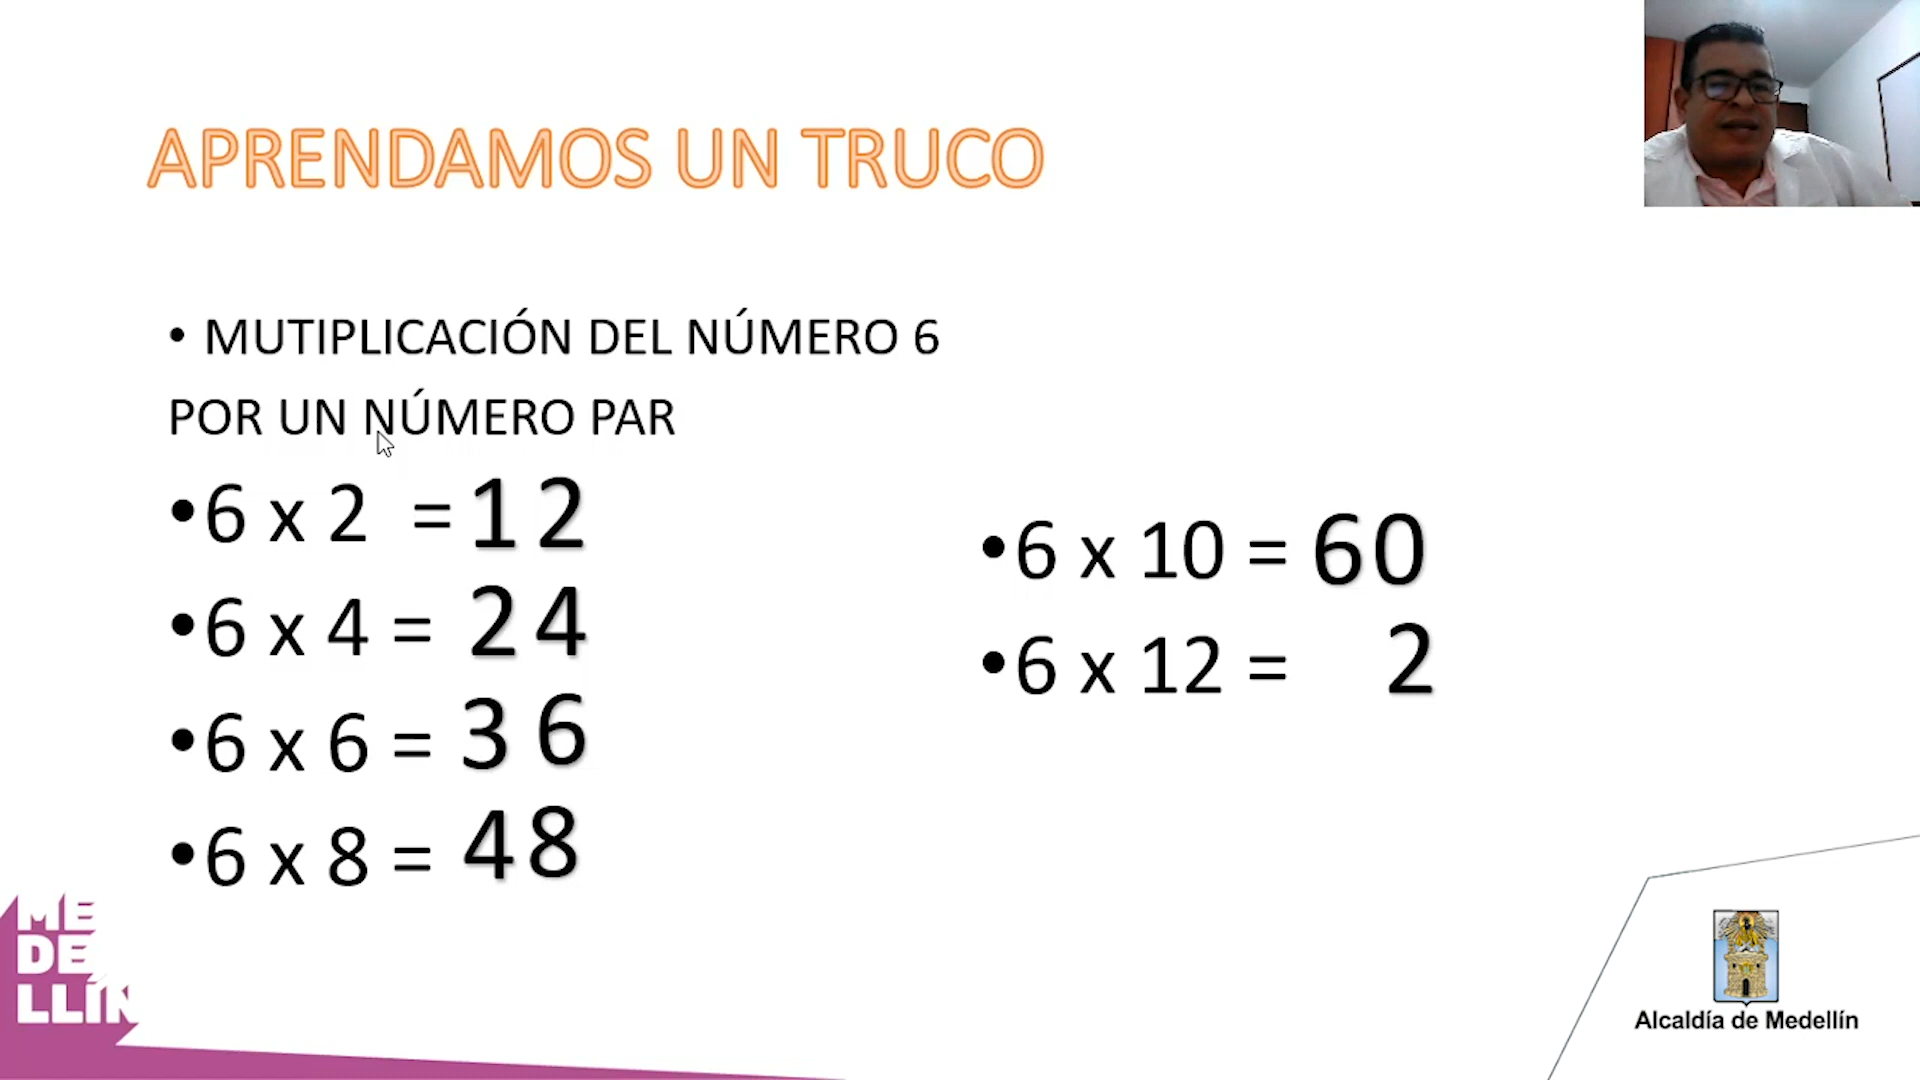 APRENDAMOS UN TRUCO
• MUTIPLICACIÓN DEL NÚMERO 6
POR UN NÚMERO PAR
•6 x 2 = 12
•6 x 4 = 24
•6 x 6 = 36
•6 x 8 = 48
•6 x 10 = 60
•6 x 12 = 2
ME
DE
LLÍN
Alcaldía de Medellín